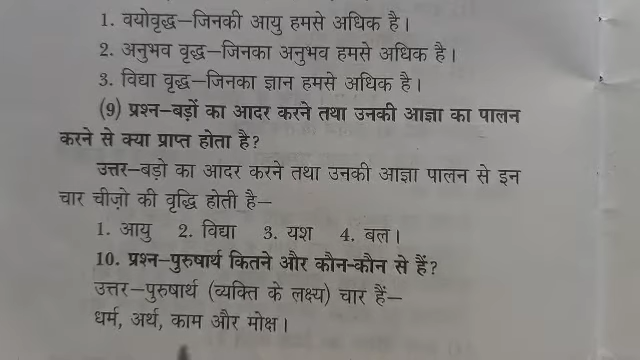 1. वयोवृद्ध–जिनकी आयु हमसे अधिक है।
2. अनुभव वृद्ध–जिनका अनुभव हमसे अधिक है।
3. विद्या वृद्ध–जिनका ज्ञान हमसे अधिक है।
(9) प्रश्न–बड़ों का आदर करने तथा उनकी आज्ञा का पालन
करने से क्या प्राप्त होता है?
उत्तर–बड़ो का आदर करने तथा उनकी आज्ञा पालन से इन
चार चीज़ो की वृद्धि होती है–
1. आयु 2. विद्या 3. यश 4. बल।
10. प्रश्न–पुरुषार्थ कितने और कौन-कौन से हैं?
उत्तर–पुरुषार्थ (व्यक्ति के लक्ष्य) चार हैं–
धर्म, अर्थ, काम और मोक्ष।